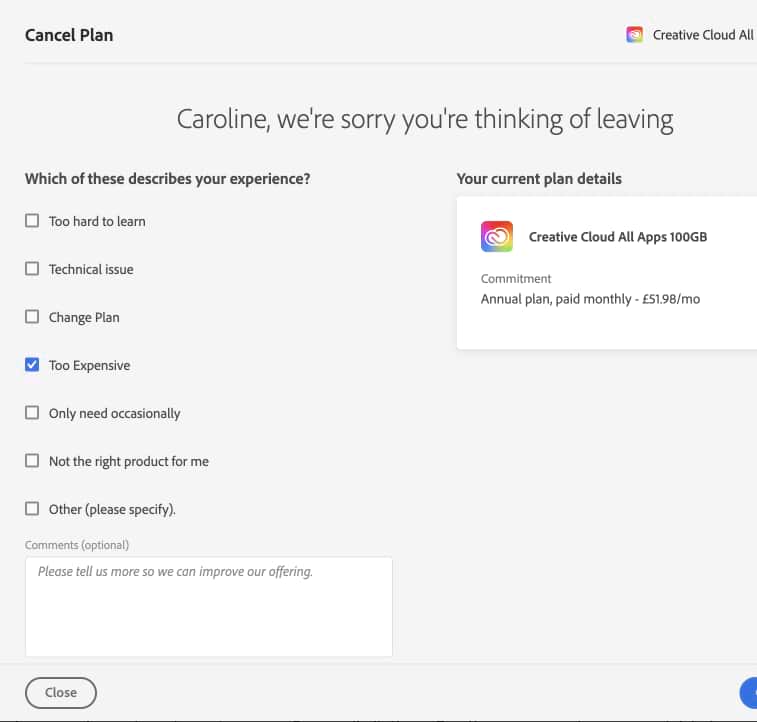 Cancel Plan
Creative Cloud All
Caroline, we're sorry you're thinking of leaving
Which of these describes your experience?
Too hard to learn
Technical issue
Change Plan
Too Expensive
Only need occasionally
Not the right product for me
Other (please specify).
Comments (optional)
Please tell us more so we can improve our offering.
Your current plan details
Creative Cloud All Apps 100GB
Commitment
Annual plan, paid monthly - £51.98/mo
Close